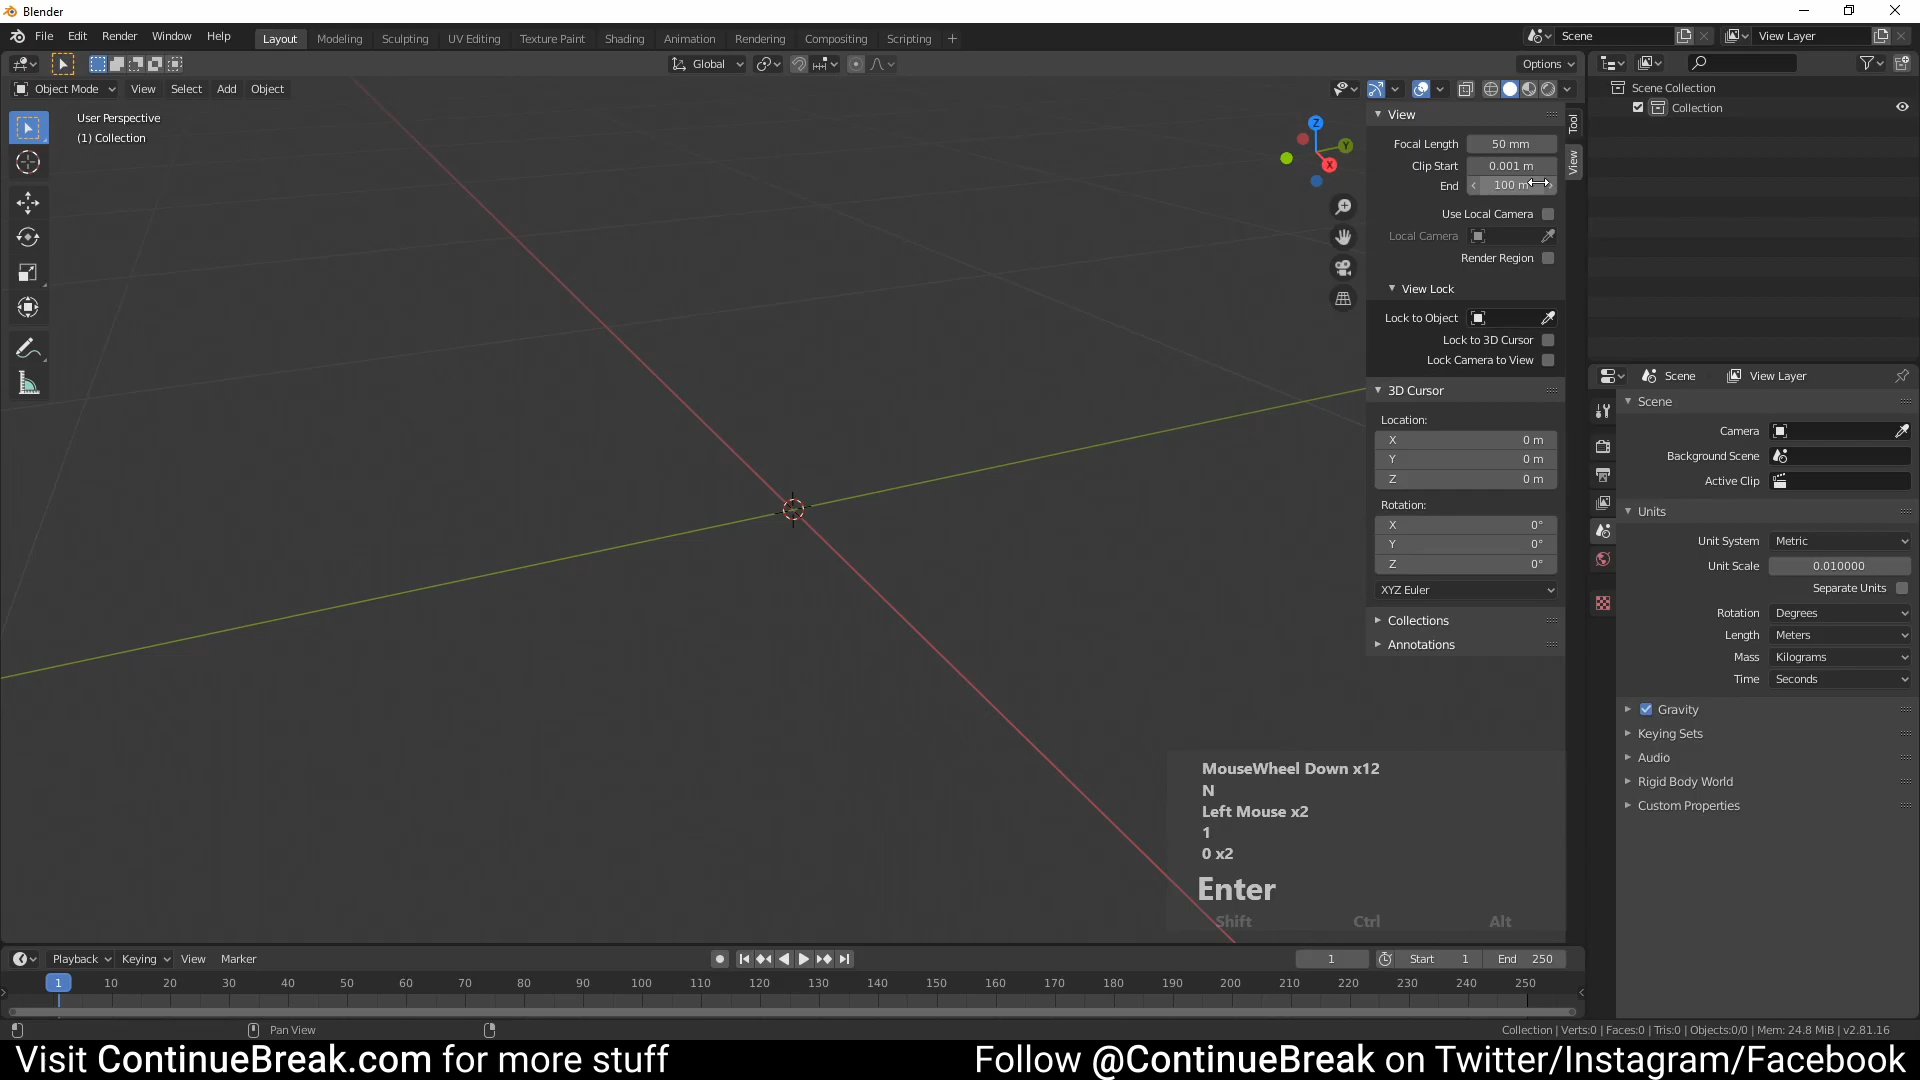 Blender
File Edit Render Window Help Layout Modeling Sculpting UV Editing Texture Paint Shading Animation Rendering Compositing Scripting + Scene View Layer
Global Options
Object Mode View Select Add Object
User Perspective
(1) Collection
Z
Y
X
View
Focal Length 50 mm
Clip Start 0.001 m
End 100 m
Use Local Camera
Local Camera
Render Region
View Lock
Lock to Object
Lock to 3D Cursor
Lock Camera to View
3D Cursor
Location:
X 0 m
Y 0 m
Z 0 m
Rotation:
X 0°
Y 0°
Z 0°
XYZ Euler
Collections
Annotations
Tool
View
Scene Collection
Collection
Scene View Layer
Scene
Camera
Background Scene
Active Clip
Units
Unit System Metric
Unit Scale 0.010000
Separate Units
Rotation Degrees
Length Meters
Mass Kilograms
Time Seconds
Gravity
Keying Sets
Audio
Rigid Body World
Custom Properties
MouseWheel Down x12
N
Left Mouse x2
1
0 x2
Enter
Shift Ctrl Alt
Playback Keying View Marker 1 Start 1 End 250
1 10 20 30 40 50 60 70 80 90 100 110 120 130 140 150 160 170 180 190 200 210 220 230 240 250
Pan View Collection | Verts:0 | Faces:0 | Tris:0 | Objects:0/0 | Mem: 24.8 MiB | v2.81.16
Visit ContinueBreak.com for more stuff Follow @ContinueBreak on Twitter/Instagram/Facebook